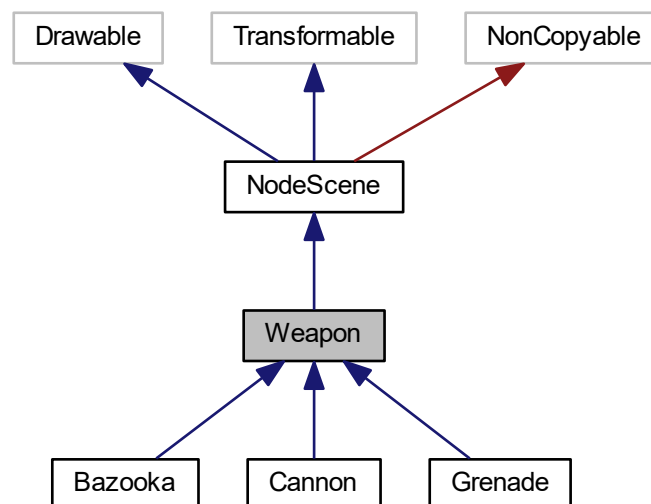 Drawable
Transformable
NonCopyable
NodeScene
Weapon
Bazooka
Cannon
Grenade